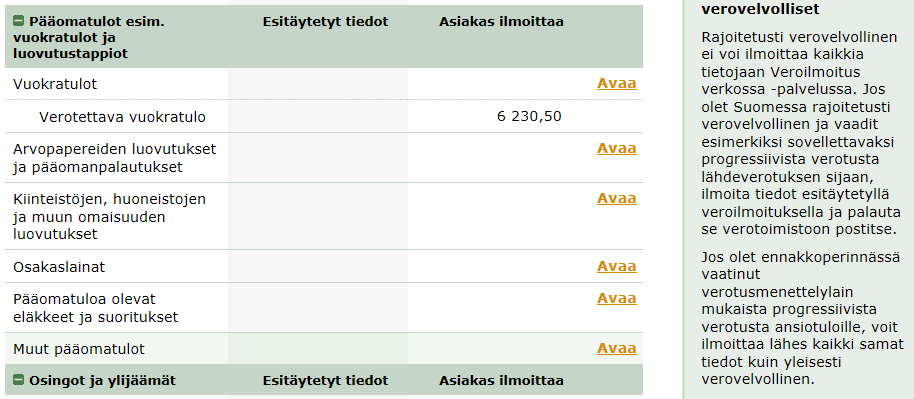 Pääomatulot esim. vuokratulot ja luovutustappiot Esitäytetyt tiedot Asiakas ilmoittaa
Vuokratulot Avaa
Verotettava vuokratulo 6 230,50
Arvopapereiden luovutukset
ja pääomanpalautukset Avaa
Kiinteistöjen, huoneistojen
ja muun omaisuuden
luovutukset Avaa
Osakaslainat Avaa
Pääomatuloa olevat
eläkkeet ja suoritukset Avaa
Muut pääomatulot Avaa
Osingot ja ylijäämät Esitäytetyt tiedot Asiakas ilmoittaa
verovelvolliset
Rajoitetusti verovelvollinen
ei voi ilmoittaa kaikkia
tietojaan Veroilmoitus
verkossa -palvelussa. Jos
olet Suomessa rajoitetusti
verovelvollinen ja vaadit
esimerkiksi sovellettavaksi
progressiivista verotusta
lähdeverotuksen sijaan,
ilmoita tiedot esitäytetyllä
veroilmoituksella ja palauta
se verotoimistoon postitse.
Jos olet ennakkoperinnässä
vaatinut
verotusmenettelylain
mukaista progressiivista
verotusta ansiotuloille, voit
ilmoittaa lähes kaikki samat
tiedot kuin yleisesti
verovelvollinen.